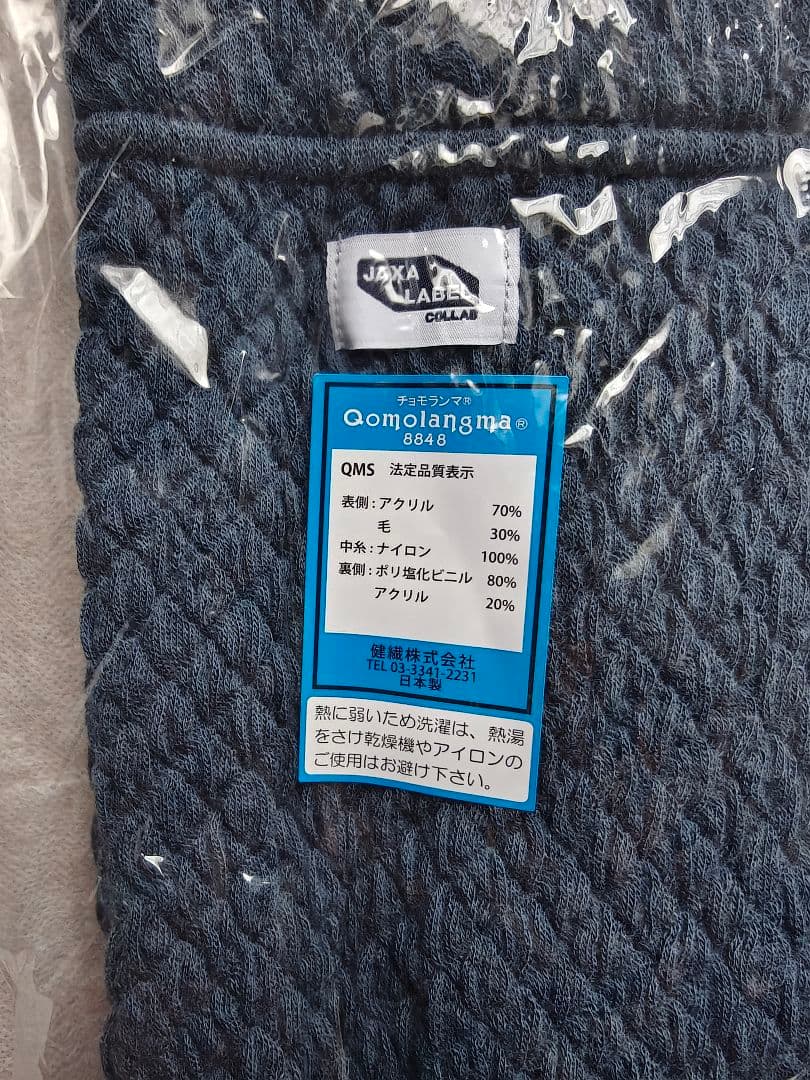 JAXA
LABEL
COLLAB
チョモランマ®
Qomolangma®
8848
QMS 法定品質表示
表側:アクリル 70%
毛 30%
中糸:ナイロン 100%
裏側:ポリ塩化ビニル 80%
アクリル 20%
健繊株式会社
TEL 03-3341-2231
日本製
熱に弱いため洗濯は、熱湯
をさけ乾燥機やアイロンの
ご使用はお避け下さい。